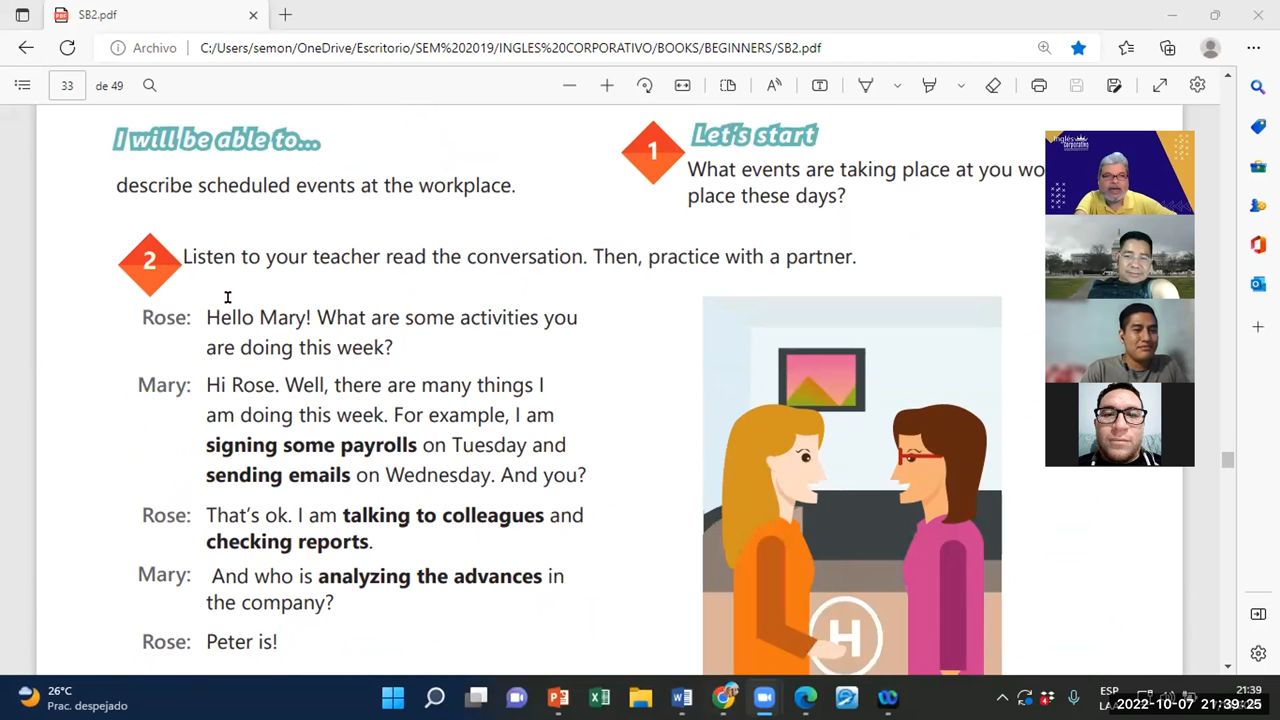 SB2.pdf
Archivo
C:/Users/semon/OneDrive/Escritorio/SEM%202019/INGLES%20CORPORATIVO/BOOKS/BEGINNERS/SB2.pdf
33 de 49
I will be able to...
describe scheduled events at the workplace.
1
Let's start
What events are taking place at you wo
place these days?
Inglés
corporativo
2
Listen to your teacher read the conversation. Then, practice with a partner.
Rose: Hello Mary! What are some activities you
are doing this week?
Mary: Hi Rose. Well, there are many things I
am doing this week. For example, I am
signing some payrolls on Tuesday and
sending emails on Wednesday. And you?
Rose: That's ok. I am talking to colleagues and
checking reports.
Mary: And who is analyzing the advances in
the company?
Rose: Peter is!
H
26°C
Prac. despejado
ESP
LAA
2022-10-07 21:39:25